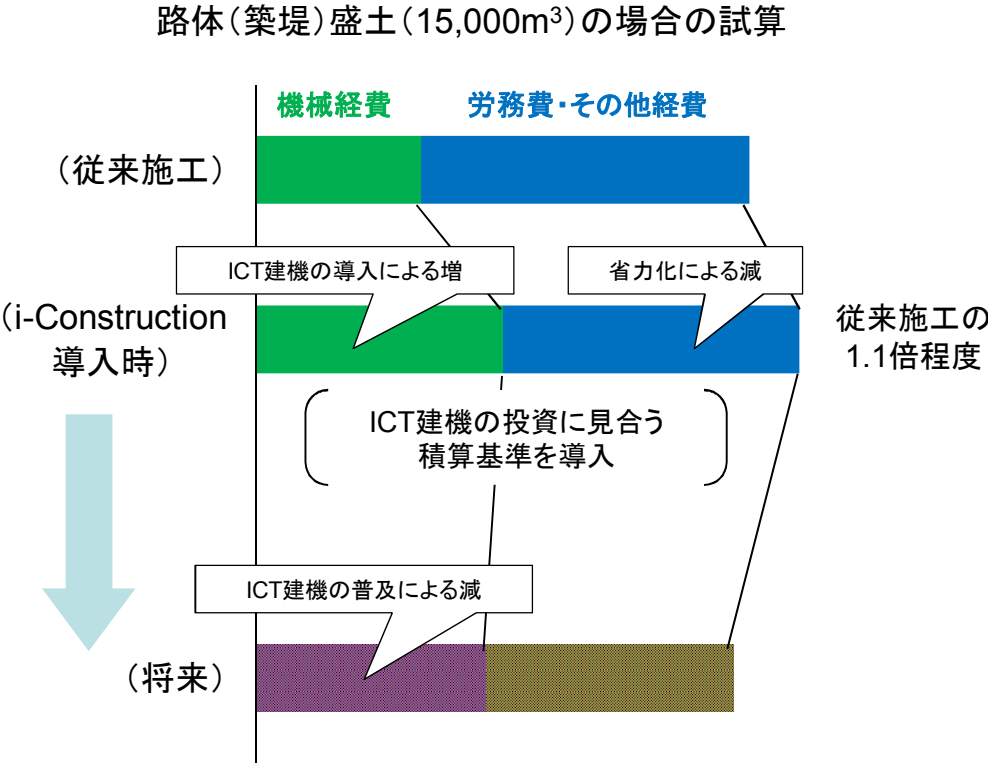 路体（築堤）盛土（15,000m³）の場合の試算
機械経費
労務費・その他経費
（従来施工）
ICT建機の導入による増
省力化による減
（i-Construction
導入時）
従来施工の
1.1倍程度
ICT建機の投資に見合う
積算基準を導入
ICT建機の普及による減
（将来）